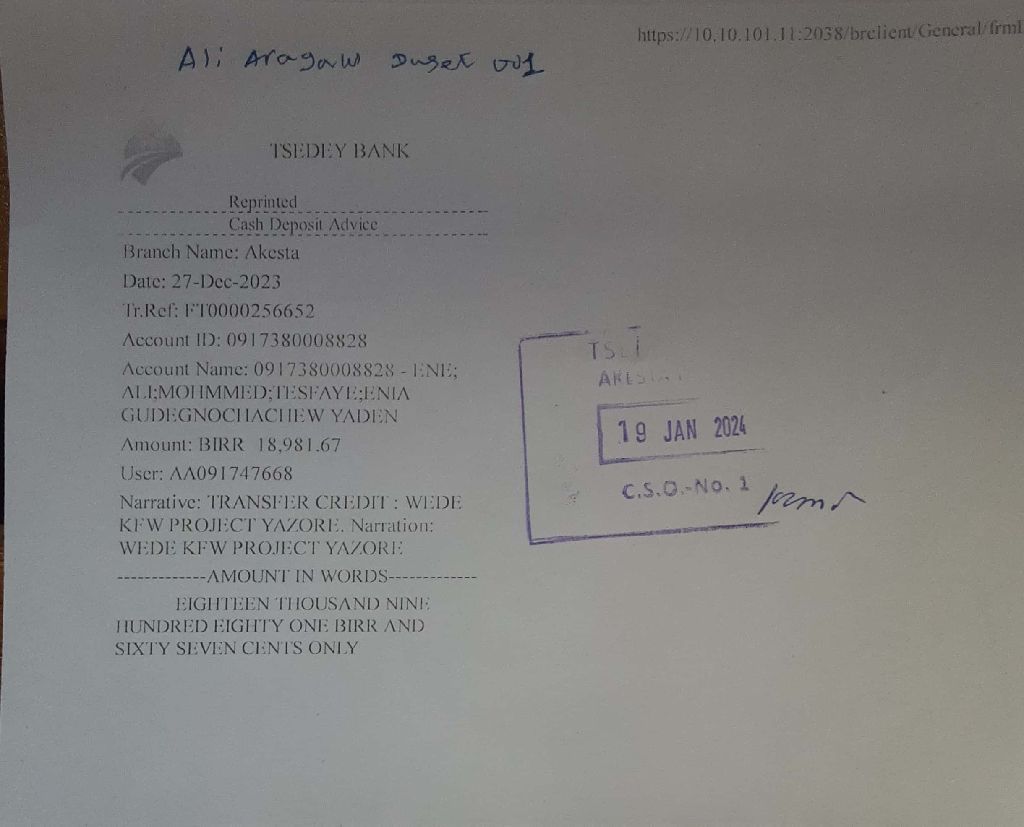 https://10.10.101.11:2038/brclient/General/frmI
Ali Aragaw
TSEDEY BANK
Reprinted
Cash Deposit Advice
Branch Name: Akesta
Date: 27-Dec-2023
Tr.Ref: FT0000256652
Account ID: 0917380008828
Account Name: 0917380008828 - ENE;
ALI;MOHMMED;TESFAYE;ENIA
GUDEGNOCHACHEW YADEN
Amount: BIRR 18,981.67
User: AA091747668
Narrative: TRANSFER CREDIT : WEDE
KFW PROJECT YAZORE. Narration:
WEDE KFW PROJECT YAZORE
-------------AMOUNT IN WORDS-------------
EIGHTEEN THOUSAND NINE
HUNDRED EIGHTY ONE BIRR AND
SIXTY SEVEN CENTS ONLY
19 JAN 2024
C.S.O.-No. 1